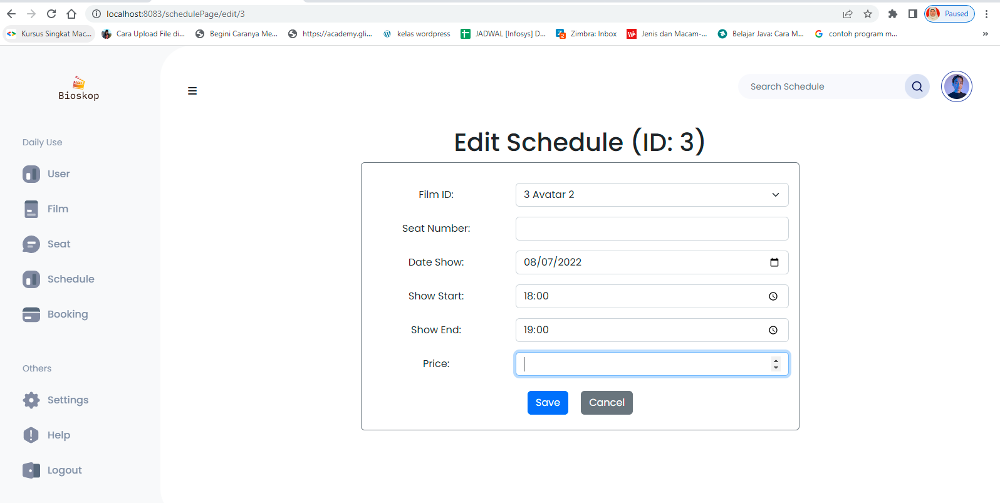 localhost:8083/schedulePage/edit/3
Paused
Kursus Singkat Mac...
Cara Upload File di...
Begini Caranya Me...
https://academy.gli...
kelas wordpress
JADWAL [Infosys] D...
Zimbra: Inbox
Jenis dan Macam-...
Belajar Java: Cara M...
contoh program m...
»
Bioskop
Search Schedule
Daily Use
User
Film
Seat
Schedule
Booking
Others
Settings
Help
Logout
Edit Schedule (ID: 3)
Film ID:
3 Avatar 2
Seat Number:
Date Show:
08/07/2022
Show Start:
18:00
Show End:
19:00
Price:
Save
Cancel